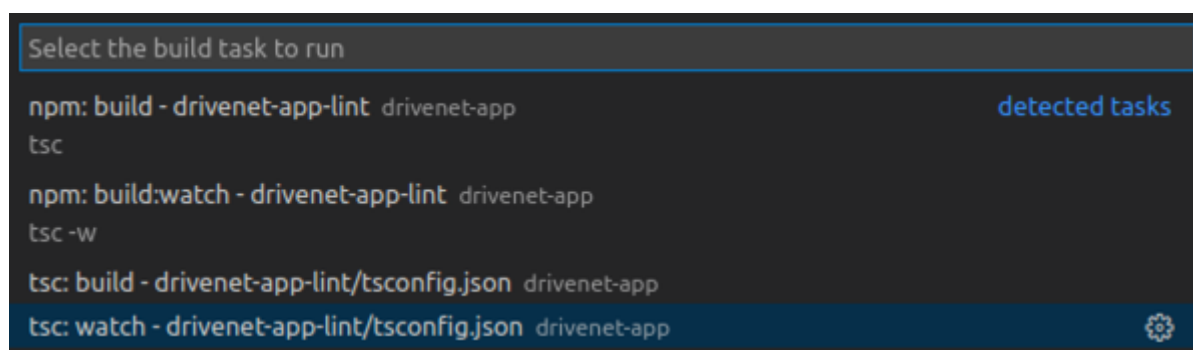 Select the build task to run
npm: build - drivenet-app-lint drivenet-app detected tasks
tsc
npm: build:watch - drivenet-app-lint drivenet-app
tsc -w
tsc: build - drivenet-app-lint/tsconfig.json drivenet-app
tsc: watch - drivenet-app-lint/tsconfig.json drivenet-app